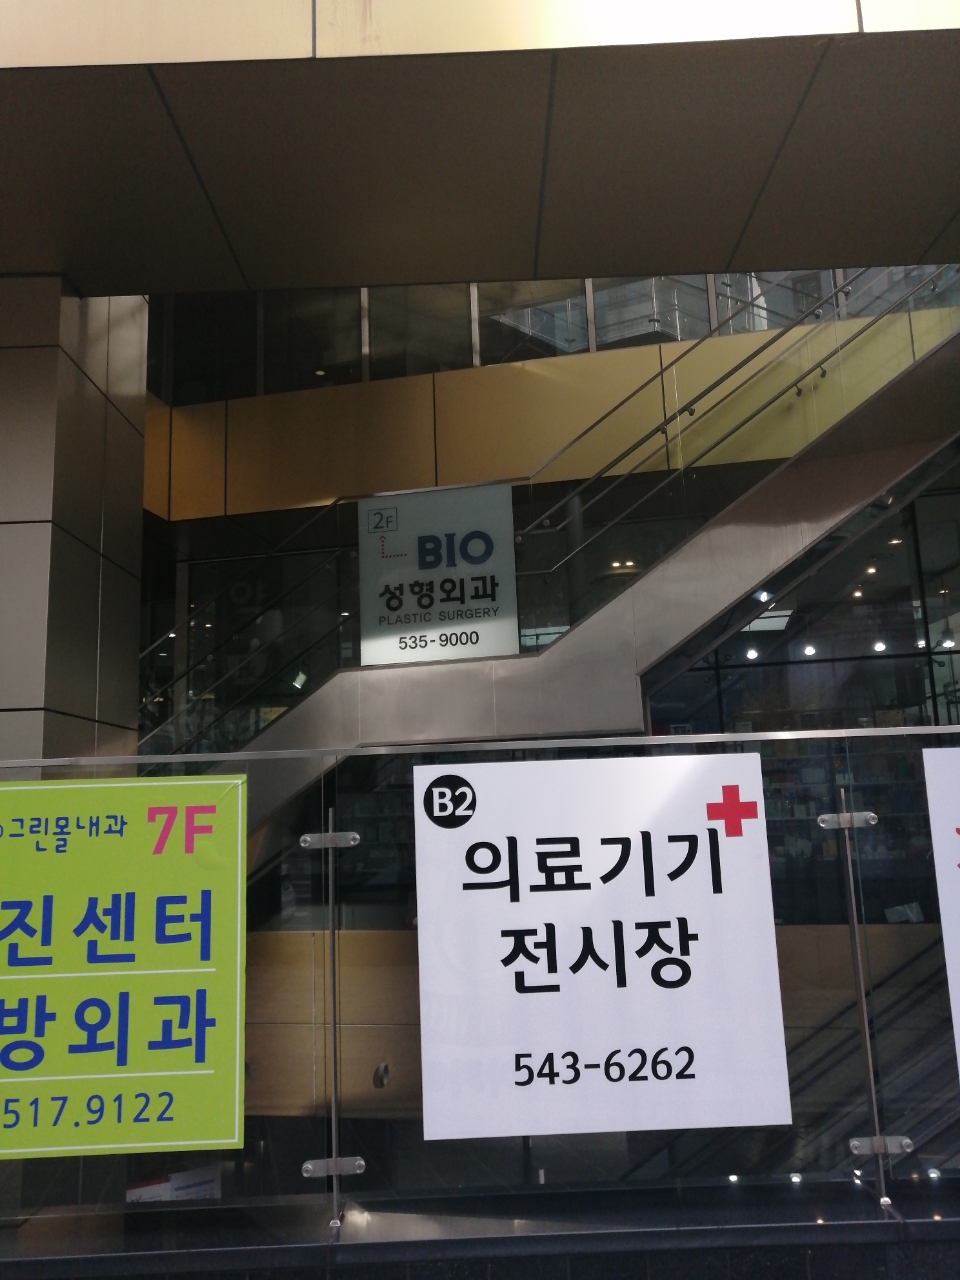 2F
BIO
성형외과
PLASTIC SURGERY
535-9000
그린몰내과 7F
진센터
방외과
517.9122
B2
의료기기
전시장
543-6262